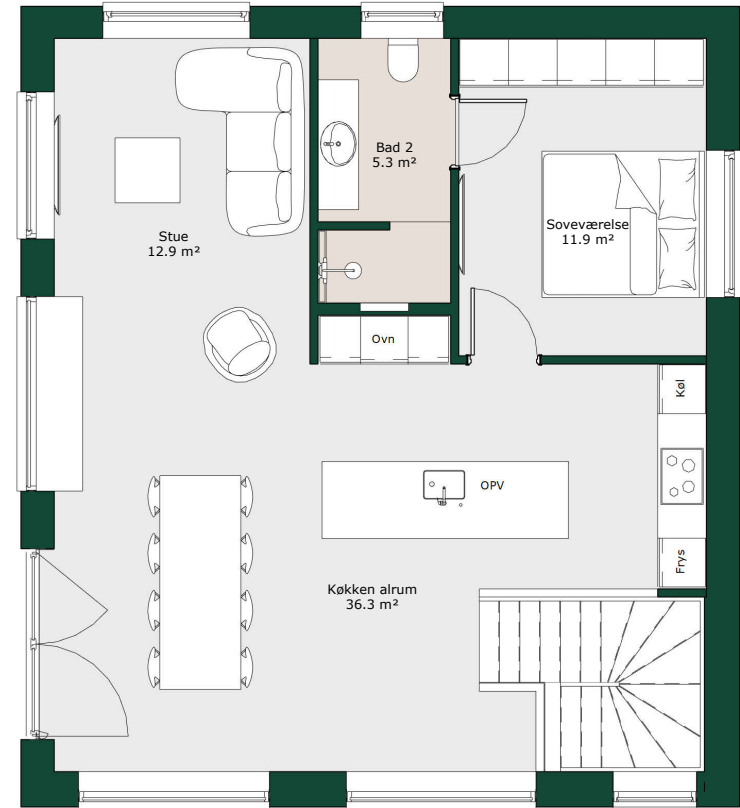 Bad 2
5.3 m²
Stue
12.9 m²
Soveværelse
11.9 m²
Ovn
Køl
OPV
Frys
Køkken alrum
36.3 m²